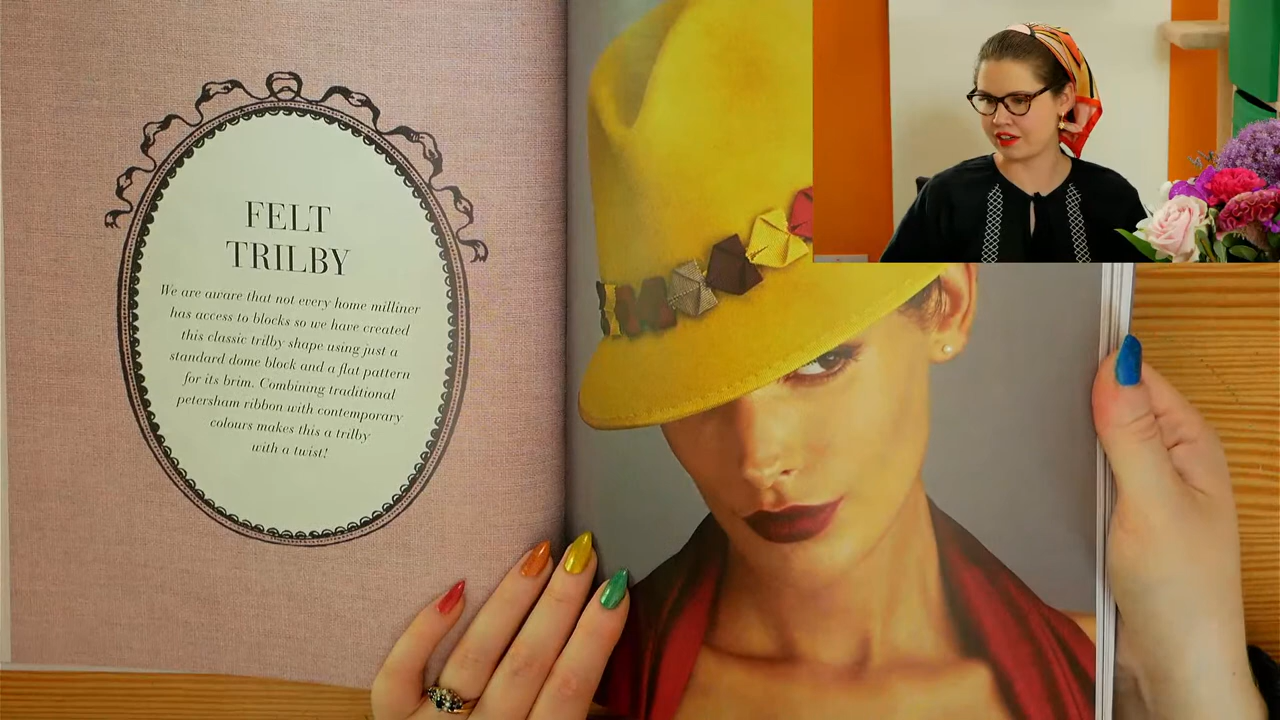 FELT
TRILBY
We are aware that not every home milliner
has access to blocks so we have created
this classic trilby shape using just a
standard dome block and a flat pattern
for its brim. Combining traditional
petersham ribbon with contemporary
colours makes this a trilby
with a twist!